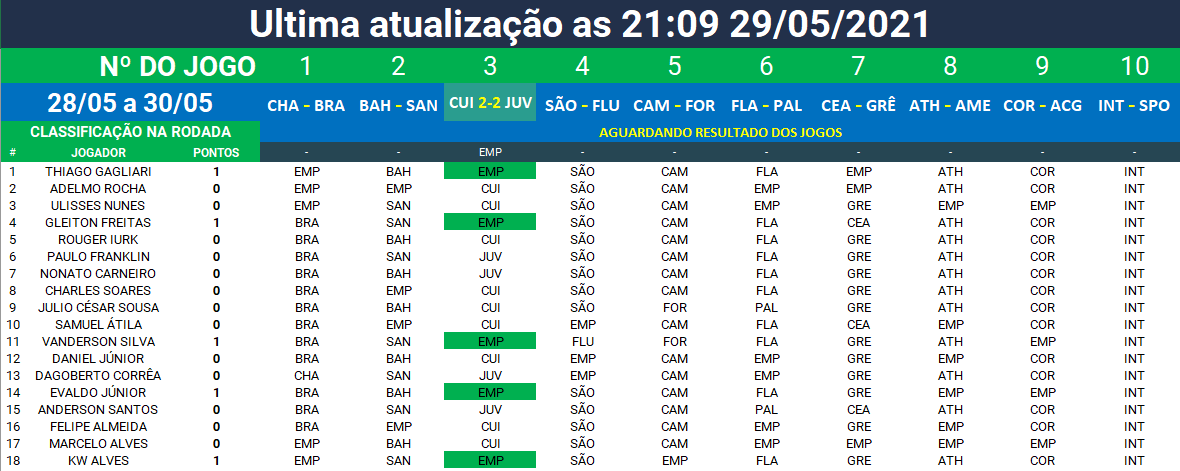 Ultima atualização as 21:09 29/05/2021
Nº DO JOGO 1 2 3 4 5 6 7 8 9 10
28/05 a 30/05 CHA - BRA BAH - SAN CUI 2-2 JUV SÃO - FLU CAM - FOR FLA - PAL CEA - GRÊ ATH - AME COR - ACG INT - SPO
CLASSIFICAÇÃO NA RODADA AGUARDANDO RESULTADO DOS JOGOS
# JOGADOR PONTOS - - EMP - - - - - - -
1 THIAGO GAGLIARI 1 EMP BAH EMP SÃO CAM FLA EMP ATH COR INT
2 ADELMO ROCHA 0 EMP EMP CUI SÃO CAM EMP EMP ATH COR INT
3 ULISSES NUNES 0 EMP SAN CUI SÃO CAM EMP GRE EMP EMP INT
4 GLEITON FREITAS 1 BRA SAN EMP SÃO CAM FLA CEA ATH COR INT
5 ROUGER IURK 0 BRA BAH CUI SÃO CAM FLA GRE ATH COR INT
6 PAULO FRANKLIN 0 BRA SAN JUV SÃO CAM FLA GRE ATH COR INT
7 NONATO CARNEIRO 0 BRA BAH JUV SÃO CAM FLA GRE ATH COR INT
8 CHARLES SOARES 0 BRA EMP CUI SÃO CAM FLA GRE ATH COR INT
9 JULIO CÉSAR SOUSA 0 BRA BAH CUI SÃO FOR PAL GRE ATH COR INT
10 SAMUEL ÁTILA 0 BRA EMP CUI EMP CAM FLA CEA EMP COR INT
11 VANDERSON SILVA 1 BRA BAH EMP FLU FOR FLA GRE ATH EMP INT
12 DANIEL JÚNIOR 0 BRA BAH CUI EMP CAM EMP GRE EMP COR INT
13 DAGOBERTO CORRÊA 0 CHA SAN JUV EMP CAM EMP GRE ATH COR INT
14 EVALDO JÚNIOR 1 BRA BAH EMP SÃO CAM FLA GRE EMP EMP INT
15 ANDERSON SANTOS 0 BRA SAN JUV SÃO CAM PAL CEA ATH COR INT
16 FELIPE ALMEIDA 0 BRA EMP CUI SÃO CAM EMP GRE EMP COR INT
17 MARCELO ALVES 0 EMP BAH CUI SÃO CAM EMP EMP EMP EMP INT
18 KW ALVES 1 EMP SAN EMP SÃO EMP FLA GRE ATH COR INT